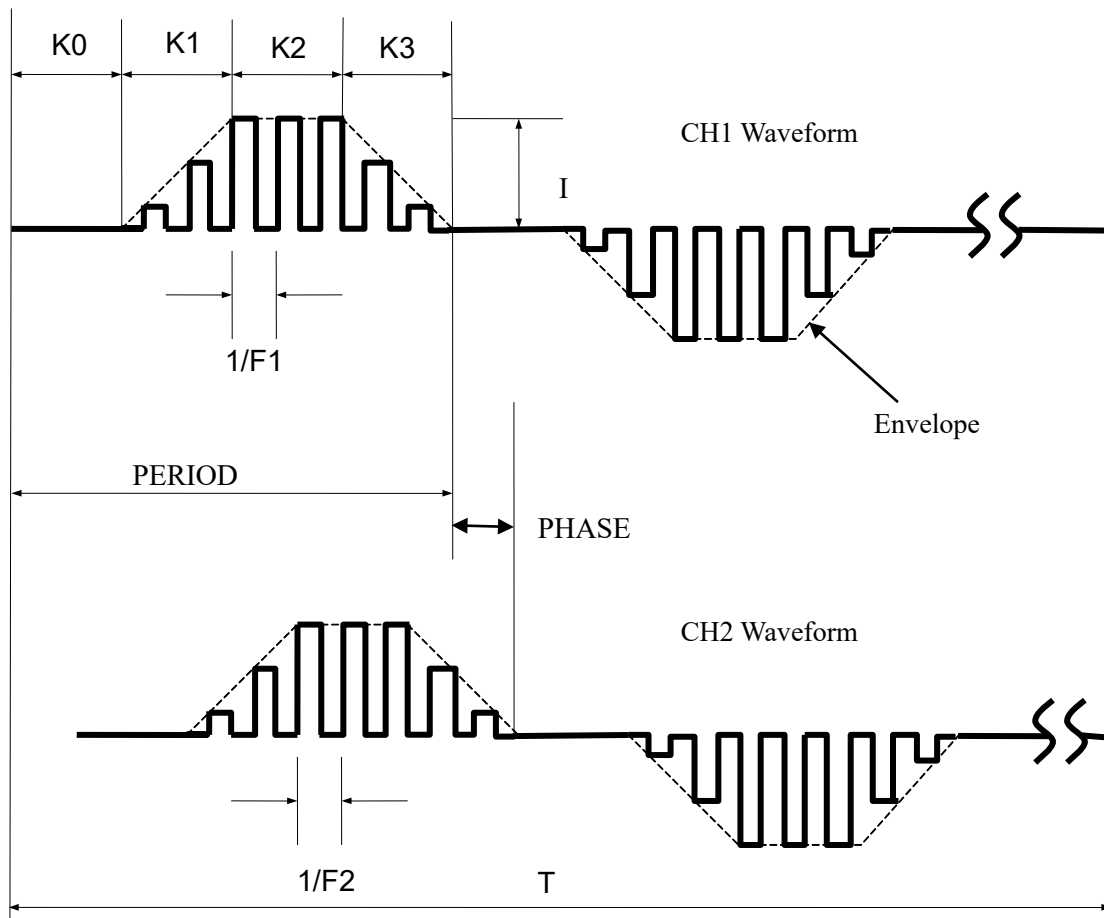 K0
K1
K2
K3
CH1 Waveform
I
1/F1
Envelope
PERIOD
PHASE
CH2 Waveform
1/F2
T